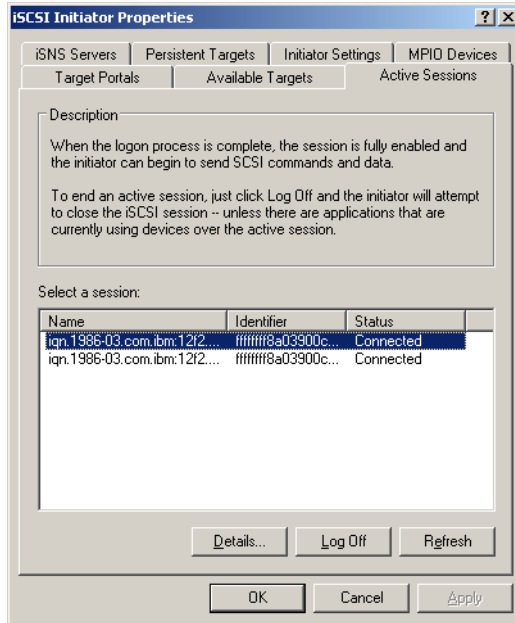 iSCSI Initiator Properties
iSNS Servers Persistent Targets Initiator Settings MPIO Devices
Target Portals Available Targets Active Sessions
Description
When the logon process is complete, the session is fully enabled and
the initiator can begin to send SCSI commands and data.
To end an active session, just click Log Off and the initiator will attempt
to close the iSCSI session -- unless there are applications that are
currently using devices over the active session.
Select a session:
Name Identifier Status
iqn.1986-03.com.ibm:12f2.... ffffffff8a03900c... Connected
iqn.1986-03.com.ibm:12f2.... ffffffff8a03900c... Connected
Details... Log Off Refresh
OK Cancel Apply